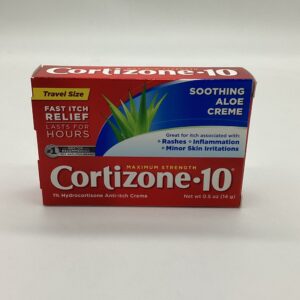 Cortizone•10
Travel Size
FAST ITCH
RELIEF
LASTS FOR
HOURS
#1
SOOTHING
ALOE
CREME
Great for itch associated with:
• Rashes • Inflammation
• Minor Skin Irritations
MAXIMUM STRENGTH
Cortizone•10®
1% Hydrocortisone Anti-Itch Creme
Net wt 0.5 oz (14 g)